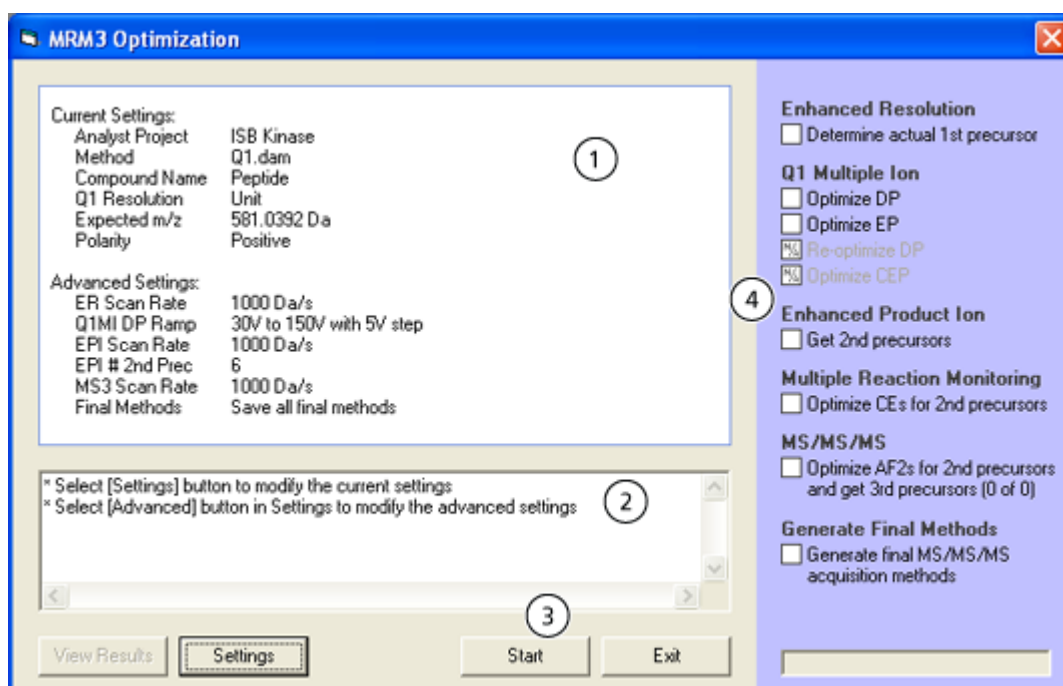 MRM3 Optimization
Current Settings:
Analyst Project ISB Kinase
Method Q1.dam
Compound Name Peptide
Q1 Resolution Unit
Expected m/z 581.0392 Da
Polarity Positive
Advanced Settings:
ER Scan Rate 1000 Da/s
Q1MI DP Ramp 30V to 150V with 5V step
EPI Scan Rate 1000 Da/s
EPI # 2nd Prec 6
MS3 Scan Rate 1000 Da/s
Final Methods Save all final methods
1
* Select [Settings] button to modify the current settings
* Select [Advanced] button in Settings to modify the advanced settings
2
3
View Results
Settings
Start
Exit
4
Enhanced Resolution
Determine actual 1st precursor
Q1 Multiple Ion
Optimize DP
Optimize EP
N/A Re-optimize DP
N/A Optimize CEP
Enhanced Product Ion
Get 2nd precursors
Multiple Reaction Monitoring
Optimize CEs for 2nd precursors
MS/MS/MS
Optimize AF2s for 2nd precursors
and get 3rd precursors (0 of 0)
Generate Final Methods
Generate final MS/MS/MS
acquisition methods